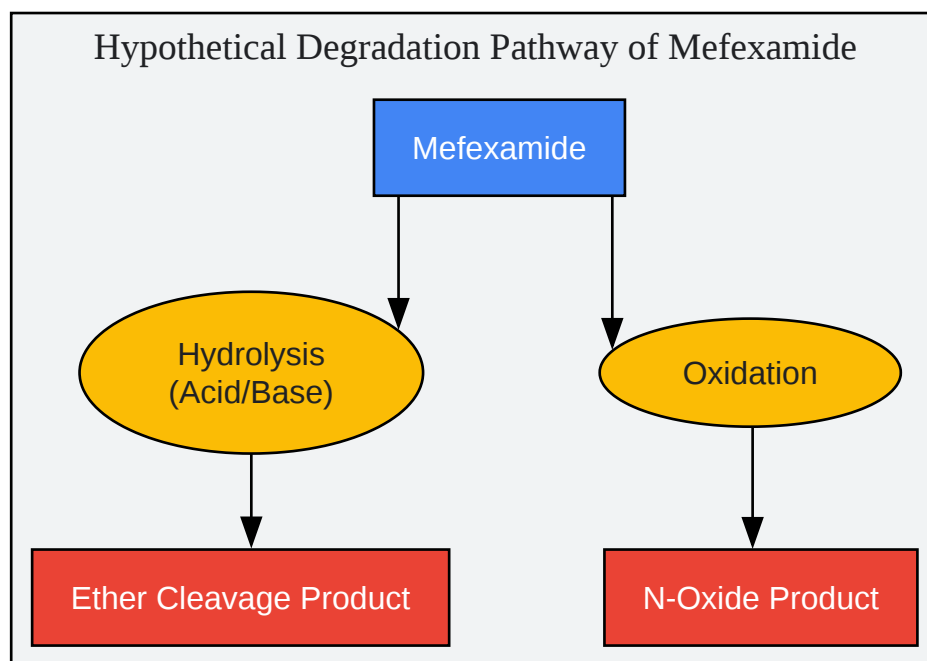 Hypothetical Degradation Pathway of Mefexamide
Mefexamide
Hydrolysis
(Acid/Base)
Oxidation
Ether Cleavage Product
N-Oxide Product